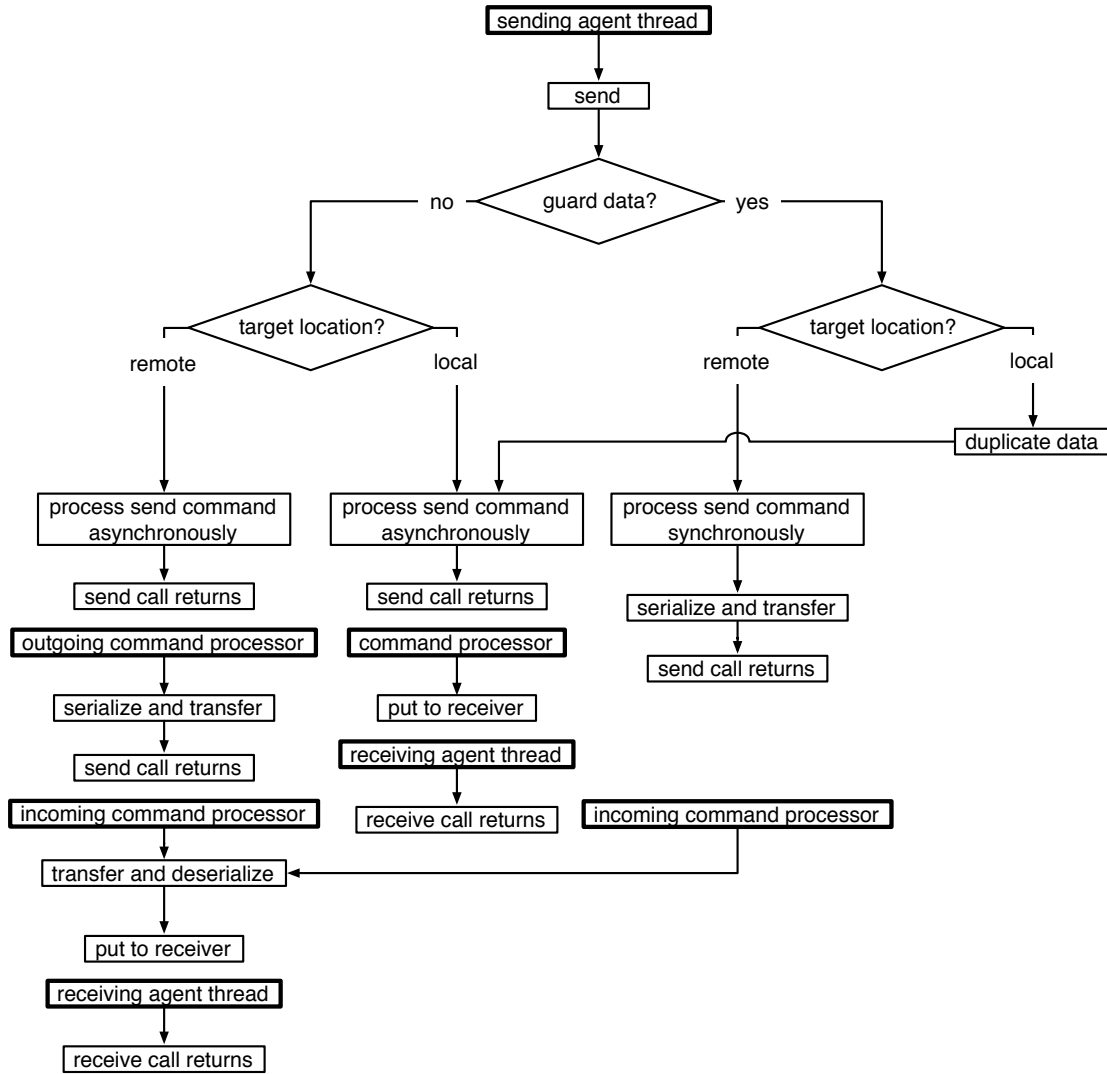 sending agent thread
send
no
guard data?
yes
target location?
target location?
remote
local
remote
local
duplicate data
process send command
asynchronously
process send command
asynchronously
process send command
synchronously
send call returns
send call returns
serialize and transfer
outgoing command processor
command processor
send call returns
serialize and transfer
put to receiver
receiving agent thread
send call returns
incoming command processor
receive call returns
incoming command processor
transfer and deserialize
put to receiver
receiving agent thread
receive call returns